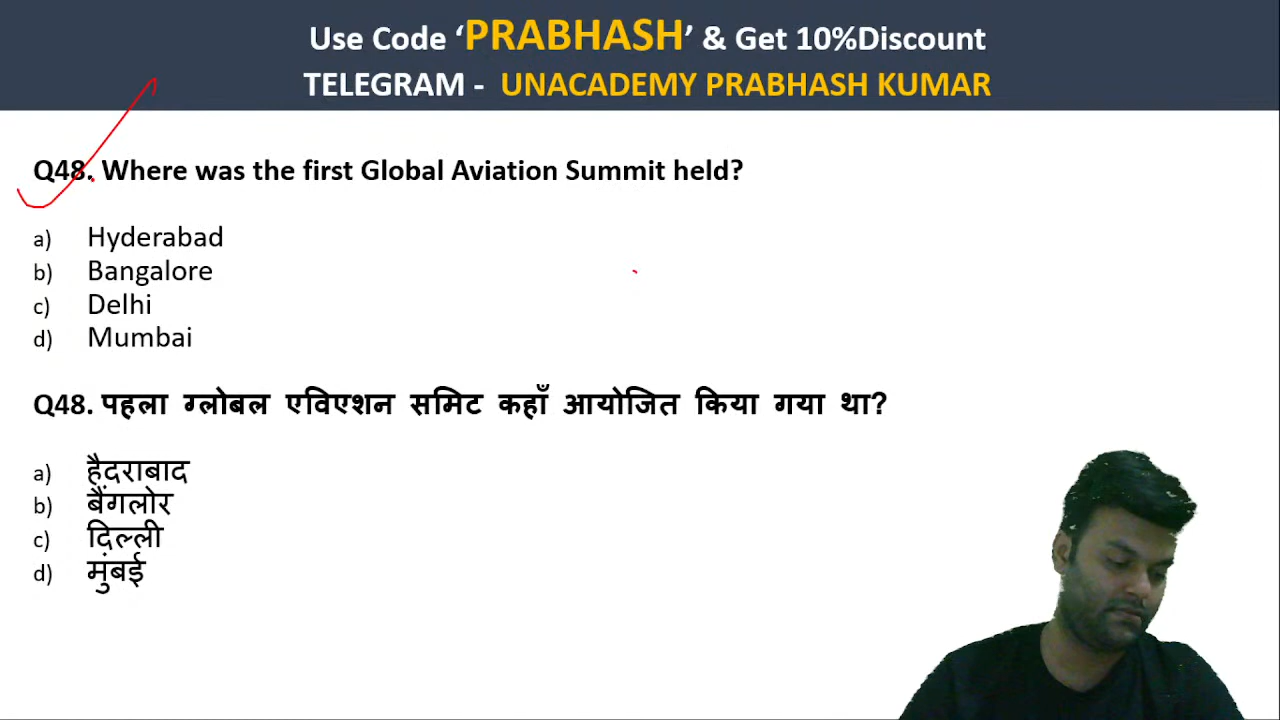 Use Code ‘PRABHASH’ & Get 10%Discount
TELEGRAM - UNACADEMY PRABHASH KUMAR
Q48. Where was the first Global Aviation Summit held?
a) Hyderabad
b) Bangalore
c) Delhi
d) Mumbai
Q48. पहला ग्लोबल एविएशन समिट कहाँ आयोजित किया गया था?
a) हैदराबाद
b) बैंगलोर
c) दिल्ली
d) मुंबई